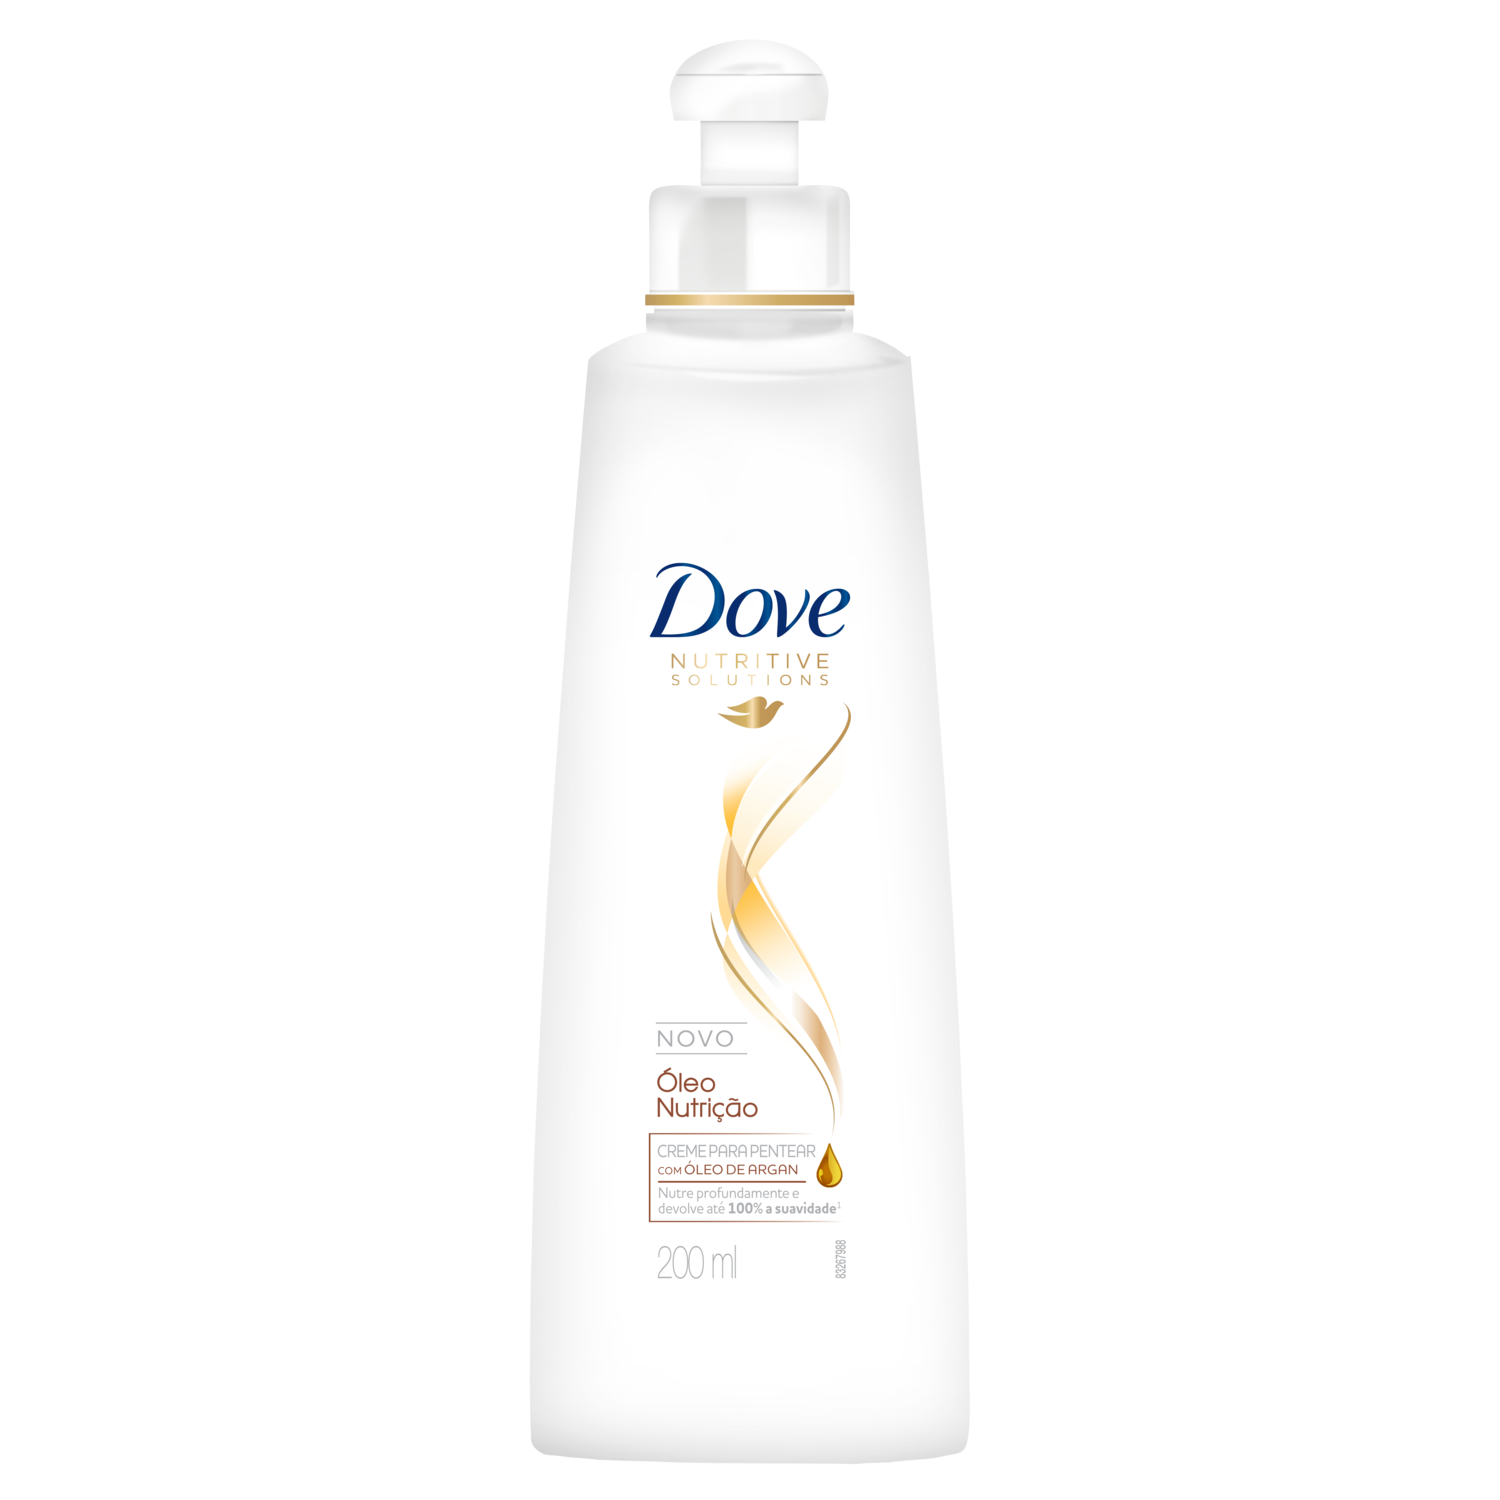 Dove
NUTRITIVE
SOLUTIONS
NOVO
Óleo
Nutrição
CREME PARA PENTEAR
COM ÓLEO DE ARGAN
Nutre profundamente e
devolve até 100% a suavidade¹
200 ml
83267988